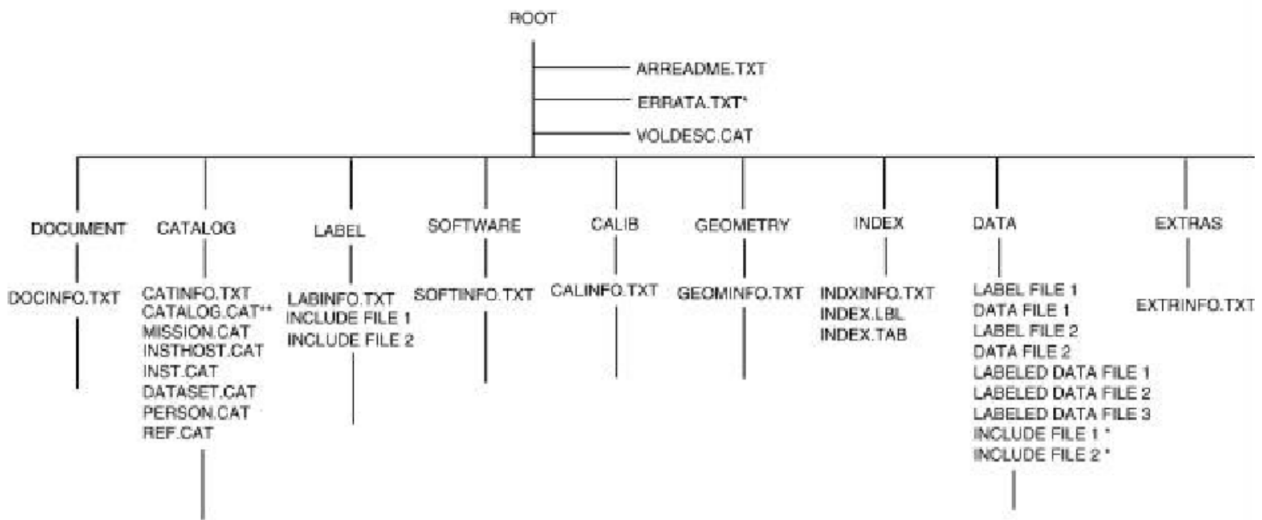 ROOT
ARREADME.TXT
ERRATA.TXT*
VOLDESC.CAT
DOCUMENT
DOCINFO.TXT
CATALOG
CATINFO.TXT
CATALOG.CAT**
MISSION.CAT
INSTHOST.CAT
INST.CAT
DATASET.CAT
PERSON.CAT
REF.CAT
LABEL
LABINFO.TXT
INCLUDE FILE 1
INCLUDE FILE 2
SOFTWARE
SOFTINFO.TXT
CALIB
CALINFO.TXT
GEOMETRY
GEOMINFO.TXT
INDEX
INDXINFO.TXT
INDEX.LBL
INDEX.TAB
DATA
LABEL FILE 1
DATA FILE 1
LABEL FILE 2
DATA FILE 2
LABELED DATA FILE 1
LABELED DATA FILE 2
LABELED DATA FILE 3
INCLUDE FILE 1 *
INCLUDE FILE 2 *
EXTRAS
EXTRINFO.TXT